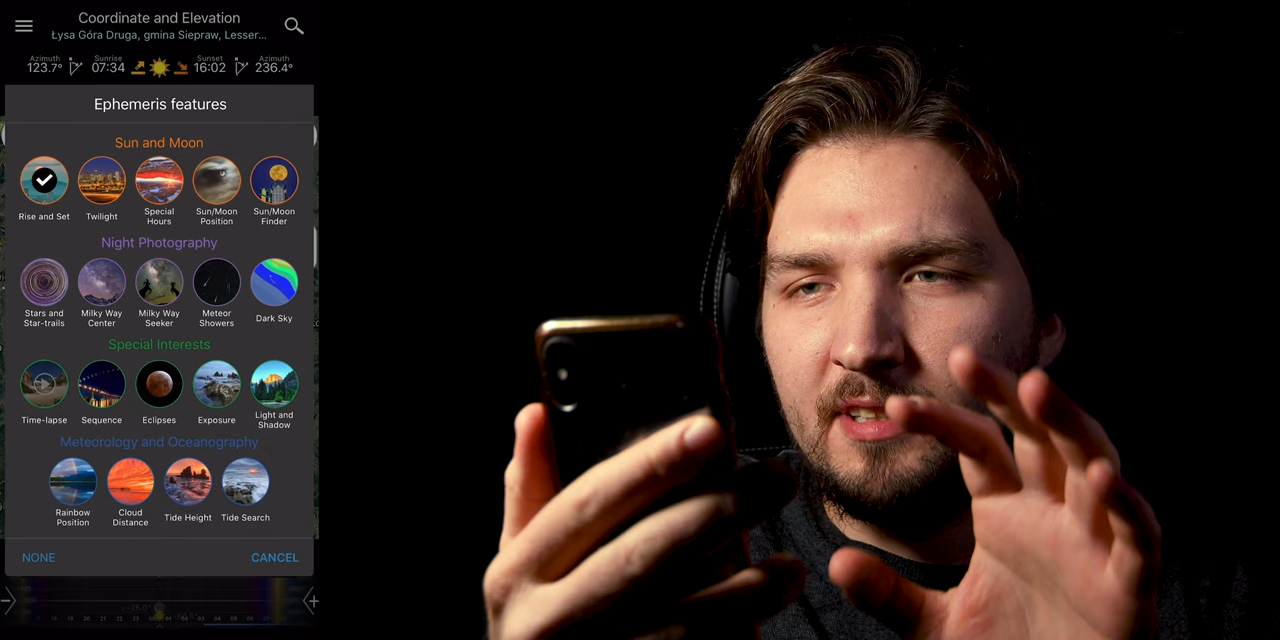 Coordinate and Elevation
Łysa Góra Druga, gmina Siepraw, Lesser...
Azimuth Sunrise Sunset Azimuth
123.7° 07:34 16:02 236.4°
Ephemeris features
Sun and Moon
Rise and Set Twilight Special Hours Sun/Moon Position Sun/Moon Finder
Night Photography
Stars and Star-trails Milky Way Center Milky Way Seeker Meteor Showers Dark Sky
Special Interests
Time-lapse Sequence Eclipses Exposure Light and Shadow
Meteorology and Oceanography
Rainbow Position Cloud Distance Tide Height Tide Search
NONE CANCEL